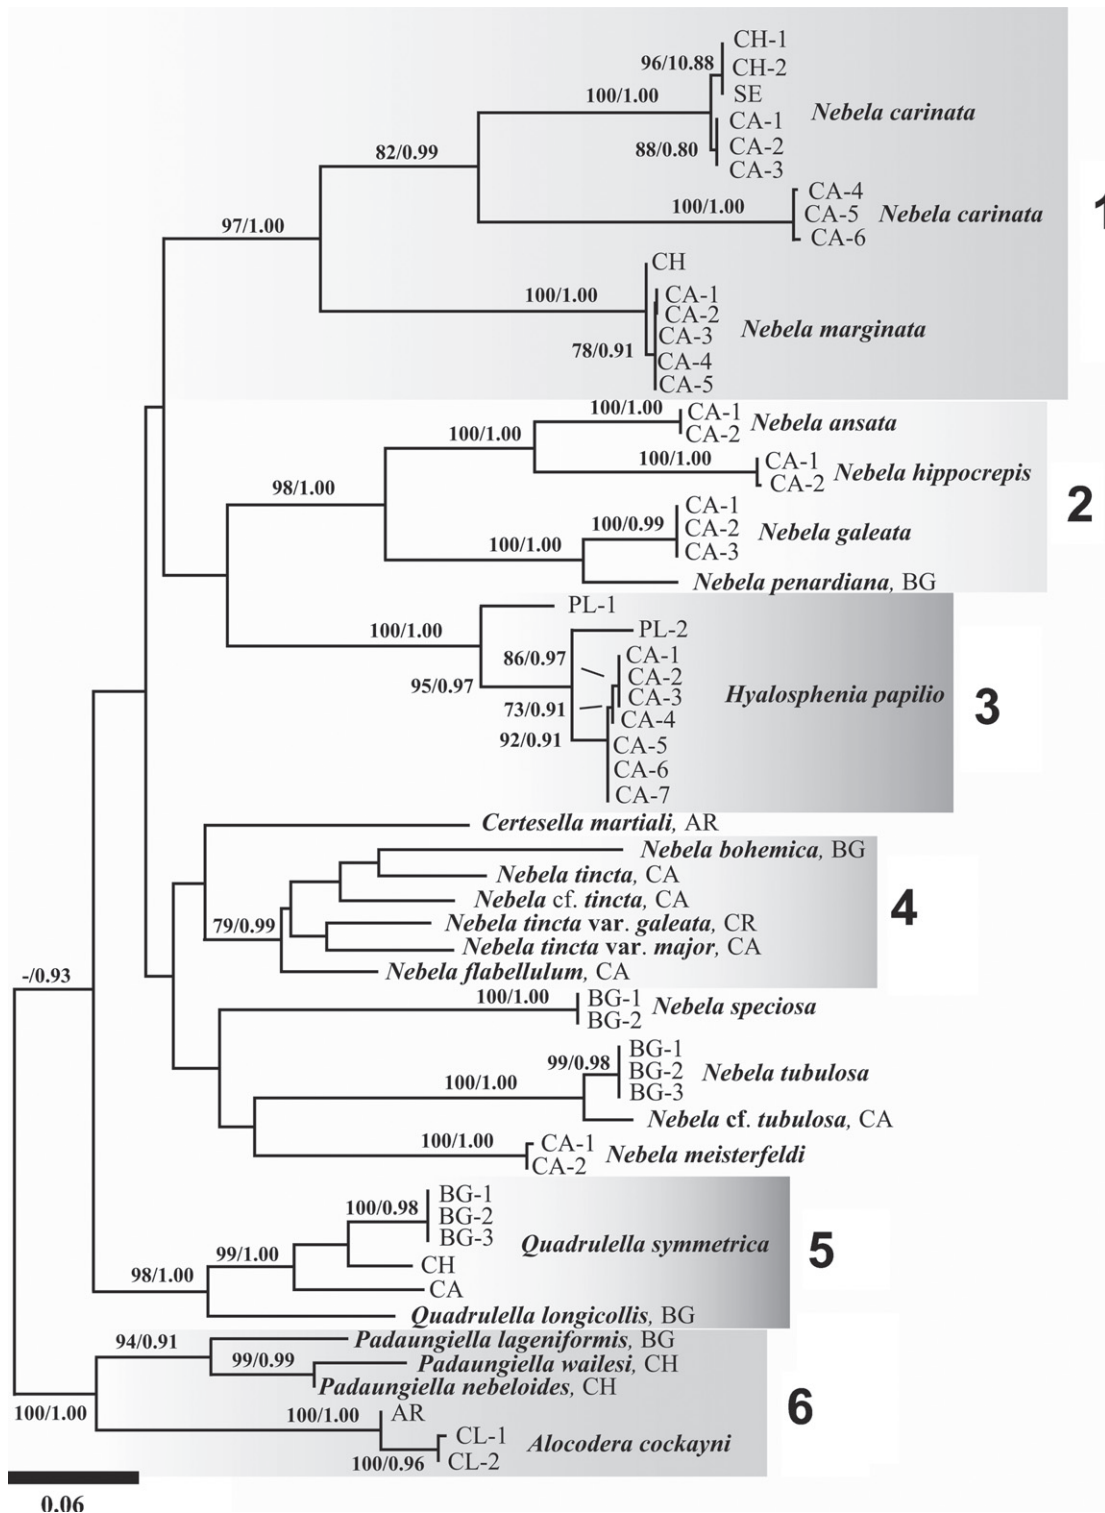 CH-1
96/10.88
CH-2
100/1.00
SE
Nebela carinata
CA-1
82/0.99
88/0.80
CA-2
CA-3
CA-4
100/1.00
CA-5
Nebela carinata
1
97/1.00
CA-6
CH
100/1.00
CA-1
CA-2
Nebela marginata
CA-3
78/0.91
CA-4
CA-5
100/1.00
CA-1
Nebela ansata
100/1.00
CA-2
100/1.00
CA-1
Nebela hippocrepis
98/1.00
CA-2
2
CA-1
100/0.99
CA-2
Nebela galeata
100/1.00
CA-3
Nebela penardiana, BG
PL-1
100/1.00
PL-2
86/0.97
CA-1
CA-2
95/0.97
CA-3
Hyalosphenia papilio
3
73/0.91
CA-4
92/0.91
CA-5
CA-6
CA-7
Certesella martiali, AR
Nebela bohemica, BG
Nebela tincta, CA
Nebela cf. tincta, CA
4
79/0.99
Nebela tincta var. galeata, CR
Nebela tincta var. major, CA
-/0.93
Nebela flabellulum, CA
100/1.00
BG-1
Nebela speciosa
BG-2
BG-1
99/0.98
BG-2
Nebela tubulosa
100/1.00
BG-3
Nebela cf. tubulosa, CA
100/1.00
CA-1
Nebela meisterfeldi
CA-2
BG-1
100/0.98
BG-2
BG-3
Quadrulella symmetrica
5
99/1.00
CH
98/1.00
CA
Quadrulella longicollis, BG
94/0.91
Padaungiella lageniformis, BG
99/0.99
Padaungiella wailesi, CH
Padaungiella nebeloides, CH
6
100/1.00
100/1.00
AR
CL-1
Alocodera cockayni
100/0.96
CL-2
0.06